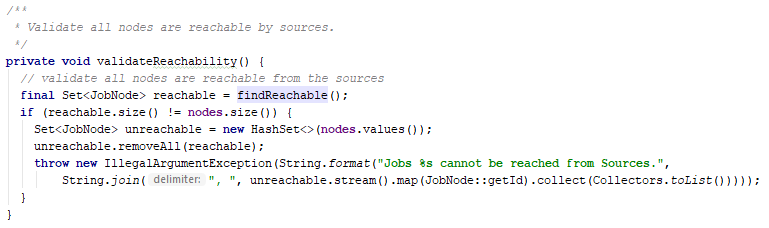 /**
 * Validate all nodes are reachable by sources.
 */
private void validateReachability() {
  // validate all nodes are reachable from the sources
  final Set<JobNode> reachable = findReachable();
  if (reachable.size() != nodes.size()) {
    Set<JobNode> unreachable = new HashSet<>(nodes.values());
    unreachable.removeAll(reachable);
    throw new IllegalArgumentException(String.format("Jobs %s cannot be reached from Sources.",
        String.join( delimiter: ", ", unreachable.stream().map(JobNode::getId).collect(Collectors.toList()))));
  }
}